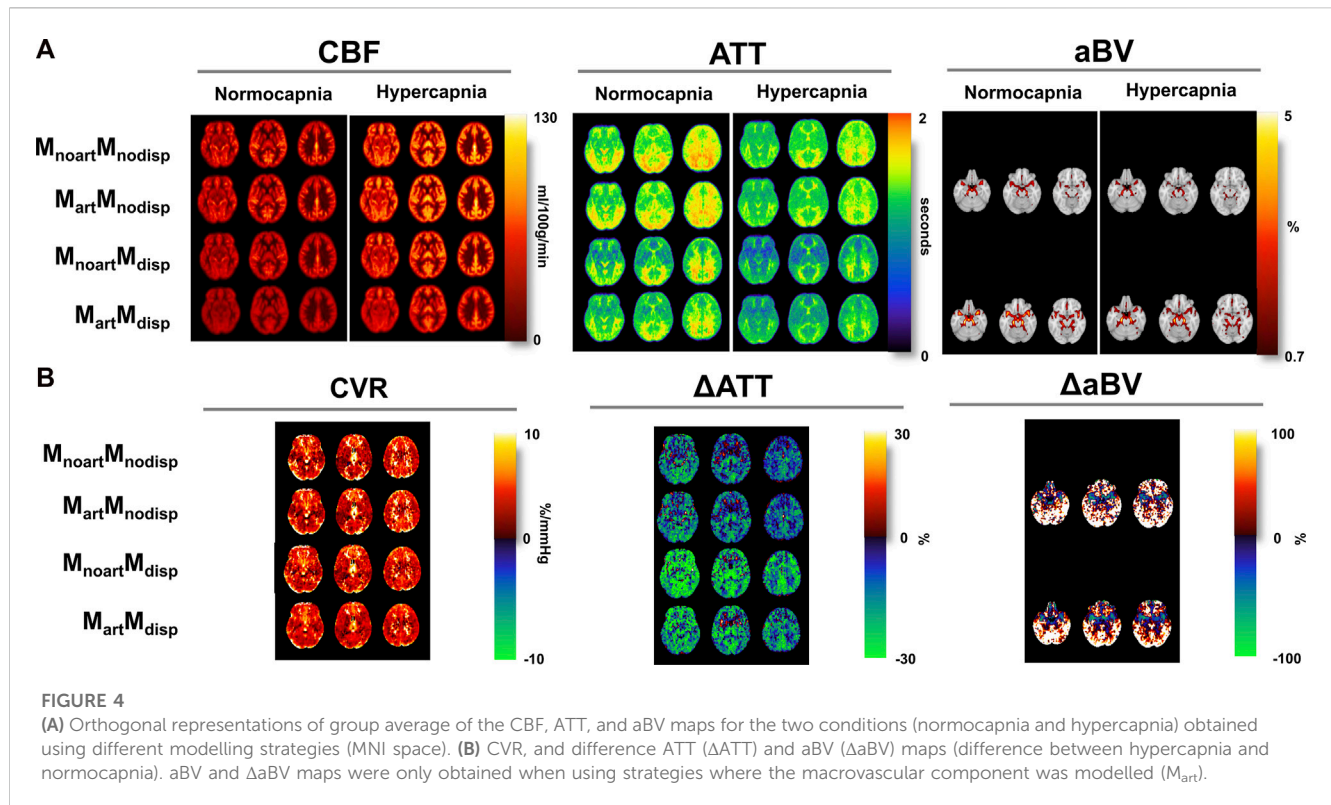 A
CBF
ATT
aBV
Normocapnia
Hypercapnia
Normocapnia
Hypercapnia
Normocapnia
Hypercapnia
MnoartMnodisp
MartMnodisp
MnoartMdisp
MartMdisp
130
ml/100g/min
0
2
seconds
0
5
%
0.7
B
CVR
ΔATT
ΔaBV
MnoartMnodisp
MartMnodisp
MnoartMdisp
MartMdisp
10
0
%/mmHg
-10
30
0
%
-30
100
0
%
-100
FIGURE 4
(A) Orthogonal representations of group average of the CBF, ATT, and aBV maps for the two conditions (normocapnia and hypercapnia) obtained
using different modelling strategies (MNI space). (B) CVR, and difference ATT (ΔATT) and aBV (ΔaBV) maps (difference between hypercapnia and
normocapnia). aBV and ΔaBV maps were only obtained when using strategies where the macrovascular component was modelled (Mart).